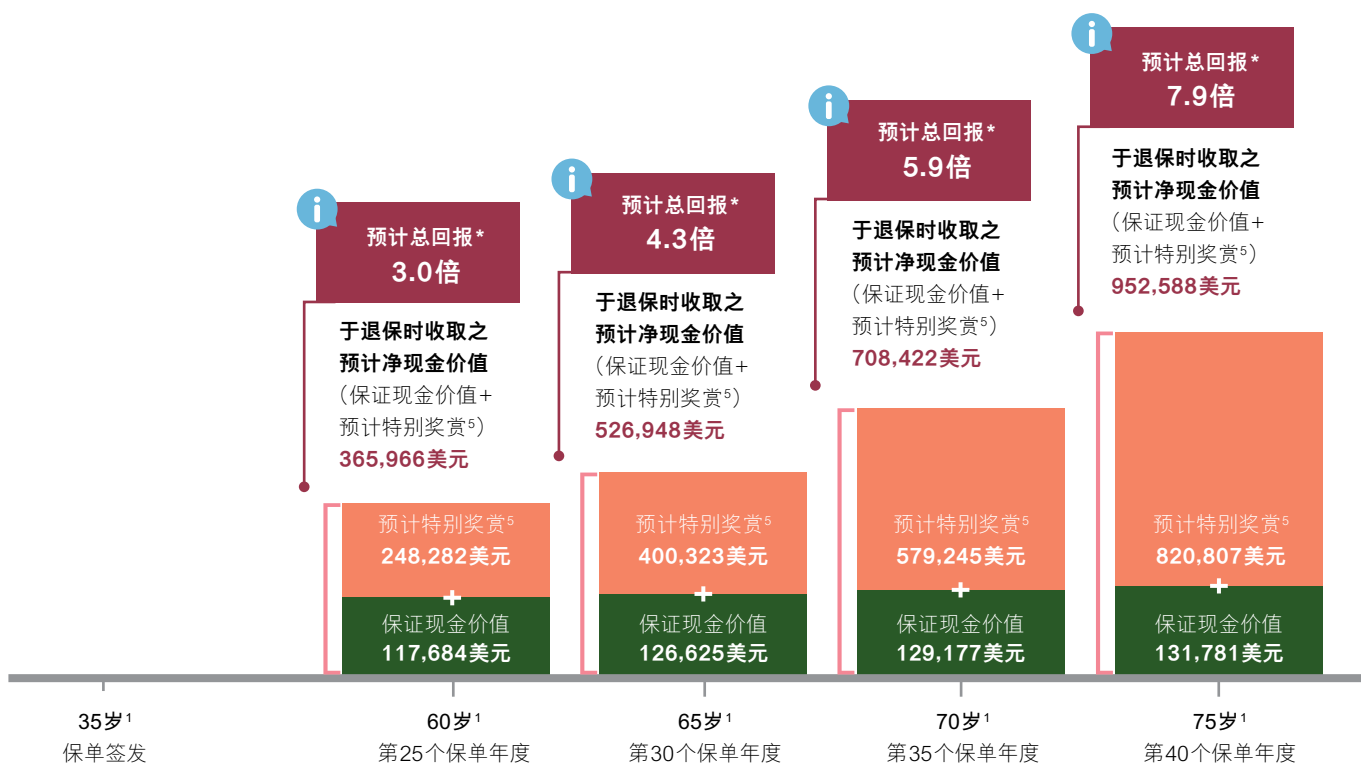 预计总回报*
3.0倍
于退保时收取之
预计净现金价值
（保证现金价值+
预计特别奖赏⁵）
365,966美元
预计特别奖赏⁵
248,282美元
+
保证现金价值
117,684美元
预计总回报*
4.3倍
于退保时收取之
预计净现金价值
（保证现金价值+
预计特别奖赏⁵）
526,948美元
预计特别奖赏⁵
400,323美元
+
保证现金价值
126,625美元
预计总回报*
5.9倍
于退保时收取之
预计净现金价值
（保证现金价值+
预计特别奖赏⁵）
708,422美元
预计特别奖赏⁵
579,245美元
+
保证现金价值
129,177美元
预计总回报*
7.9倍
于退保时收取之
预计净现金价值
（保证现金价值+
预计特别奖赏⁵）
952,588美元
预计特别奖赏⁵
820,807美元
+
保证现金价值
131,781美元
35岁¹
保单签发
60岁¹
第25个保单年度
65岁¹
第30个保单年度
70岁¹
第35个保单年度
75岁¹
第40个保单年度